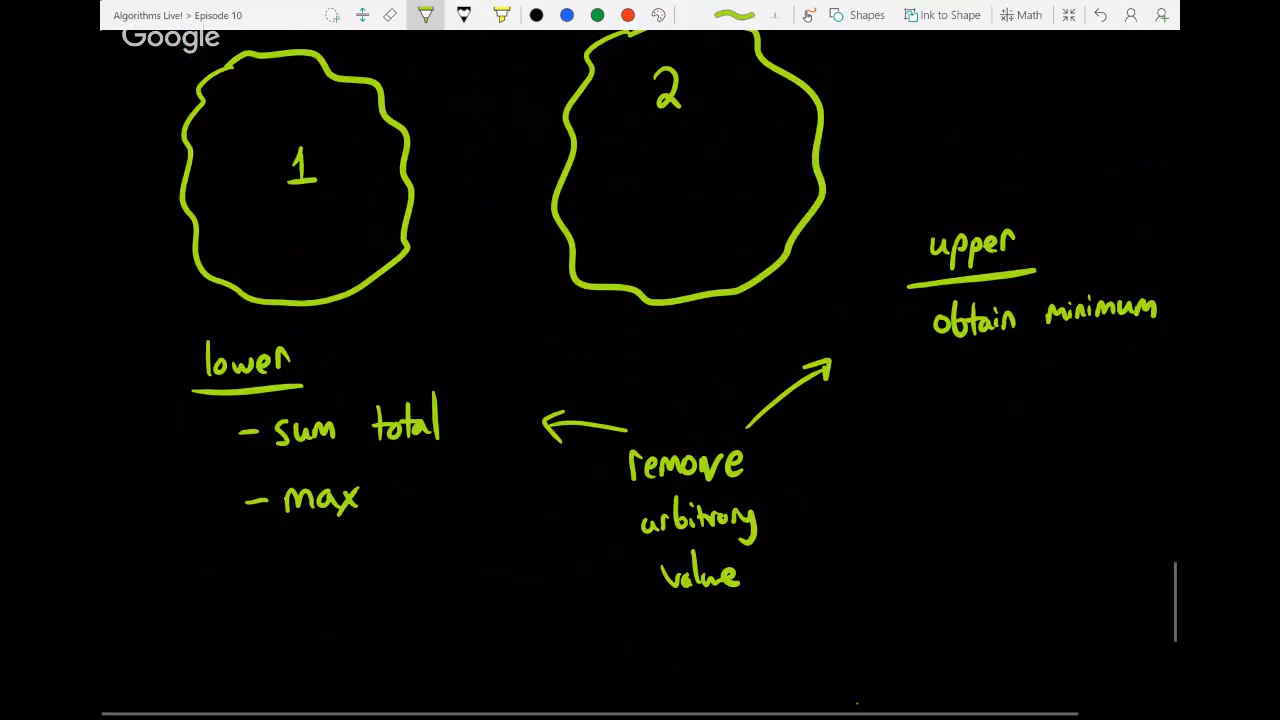 Algorithms Live! > Episode 10
Shapes
Ink to Shape
Math
Google
1
2
upper
obtain minimum
lower
- sum total
- max
remove
arbitrary
value